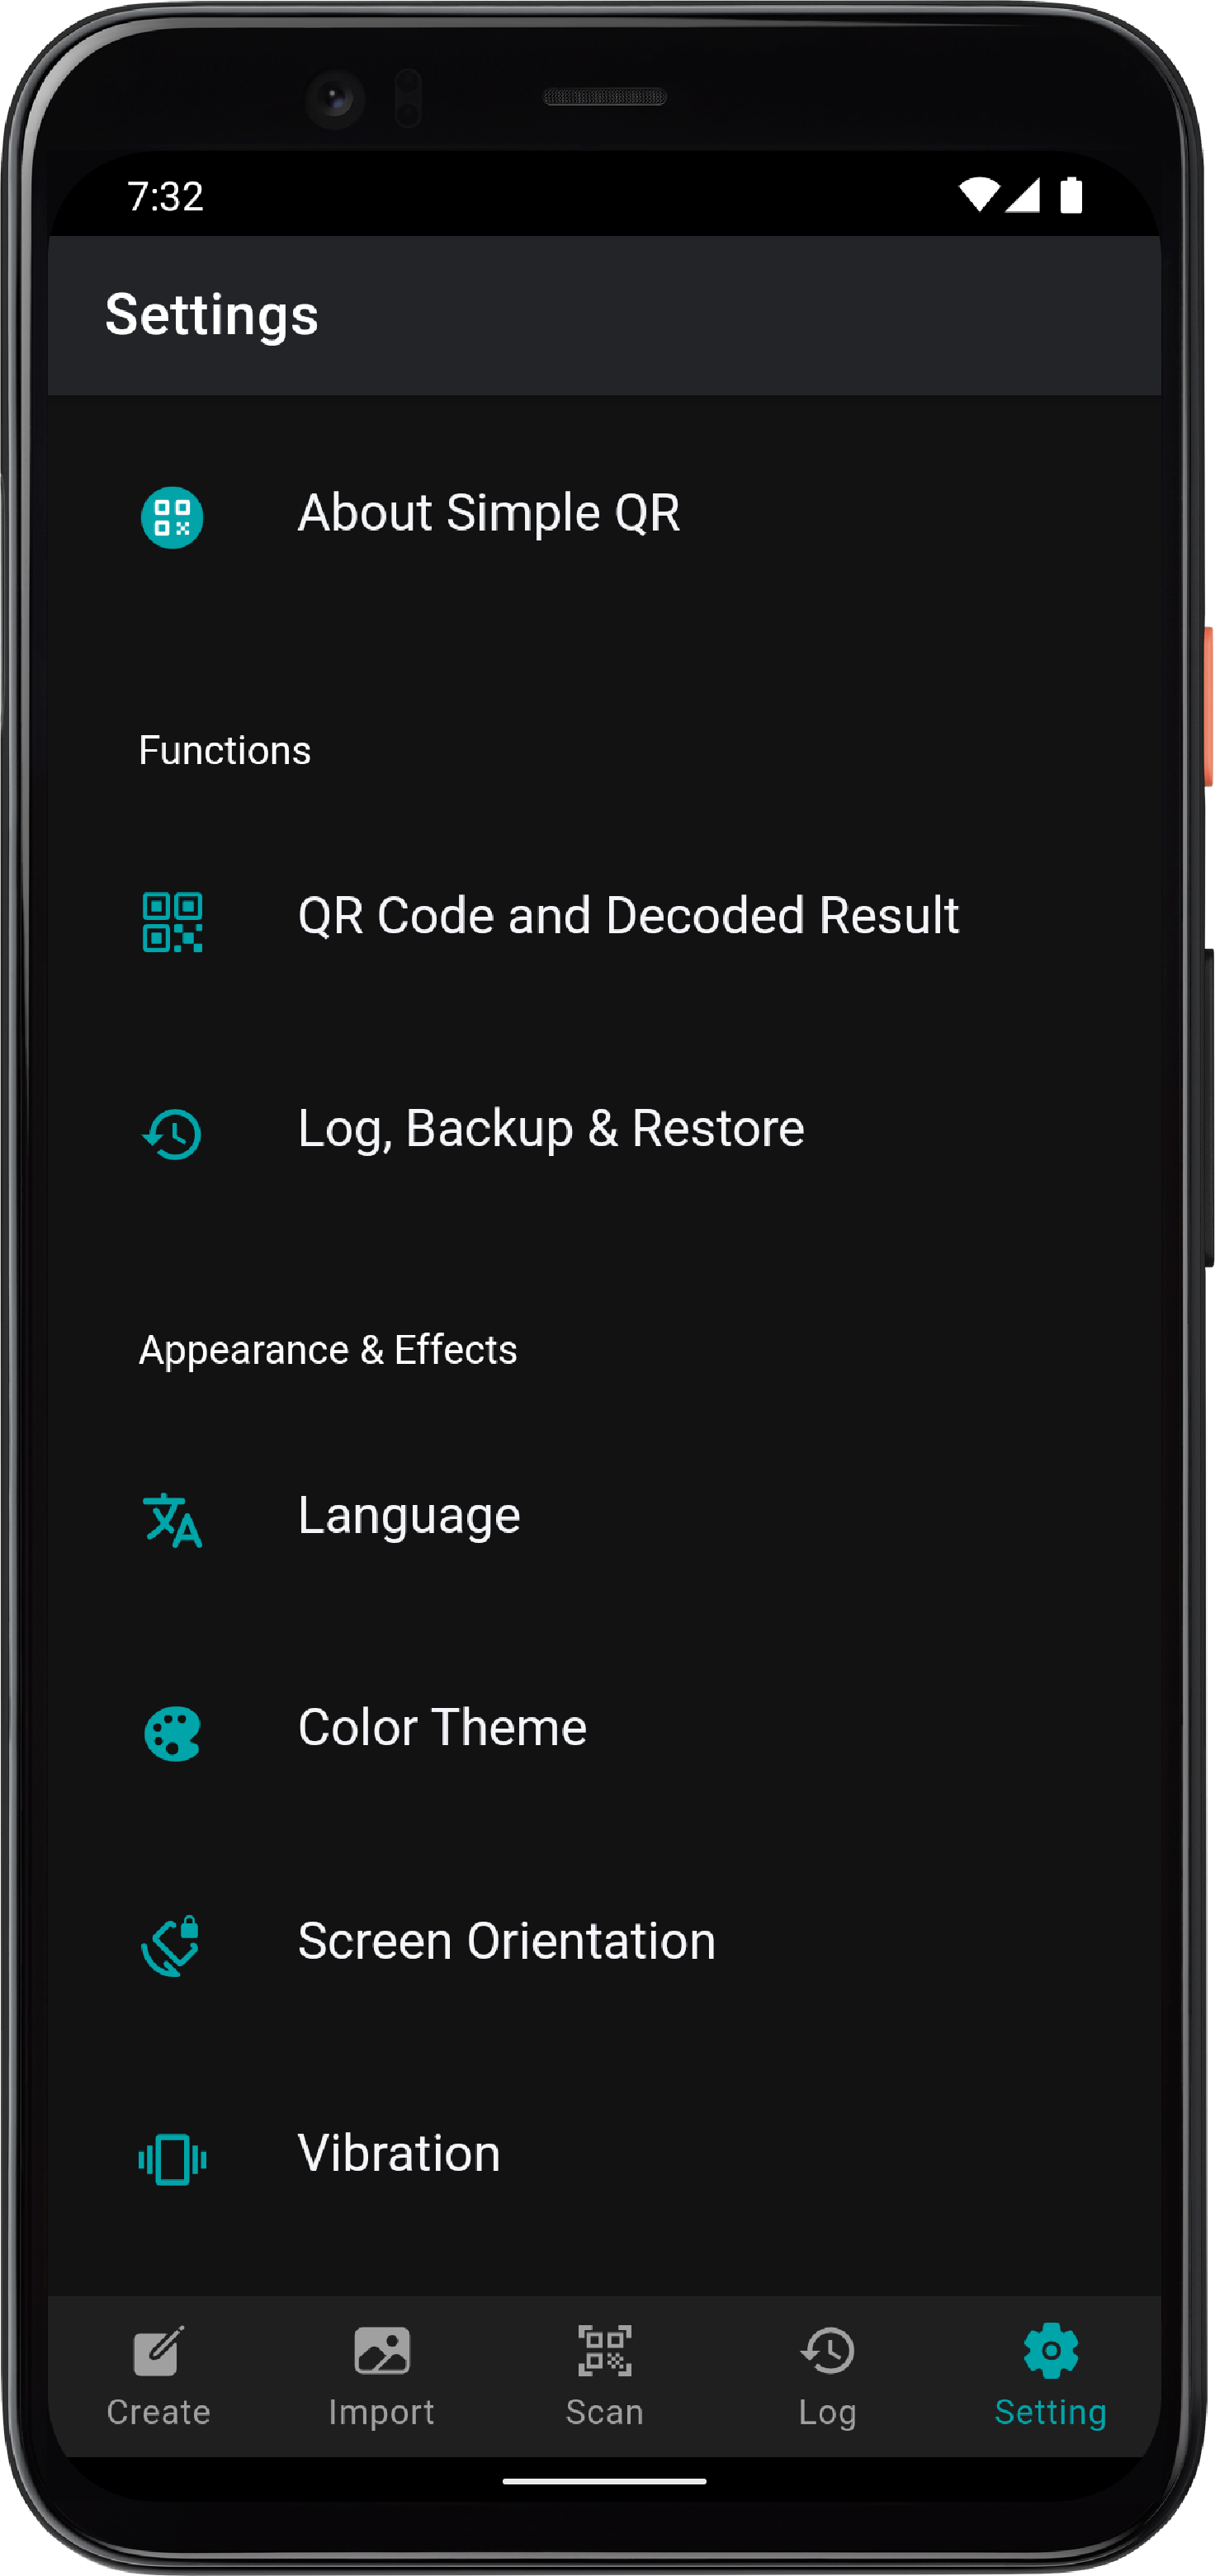 7:32
Settings
About Simple QR
Functions
QR Code and Decoded Result
Log, Backup & Restore
Appearance & Effects
Language
Color Theme
Screen Orientation
Vibration
Create
Import
Scan
Log
Setting